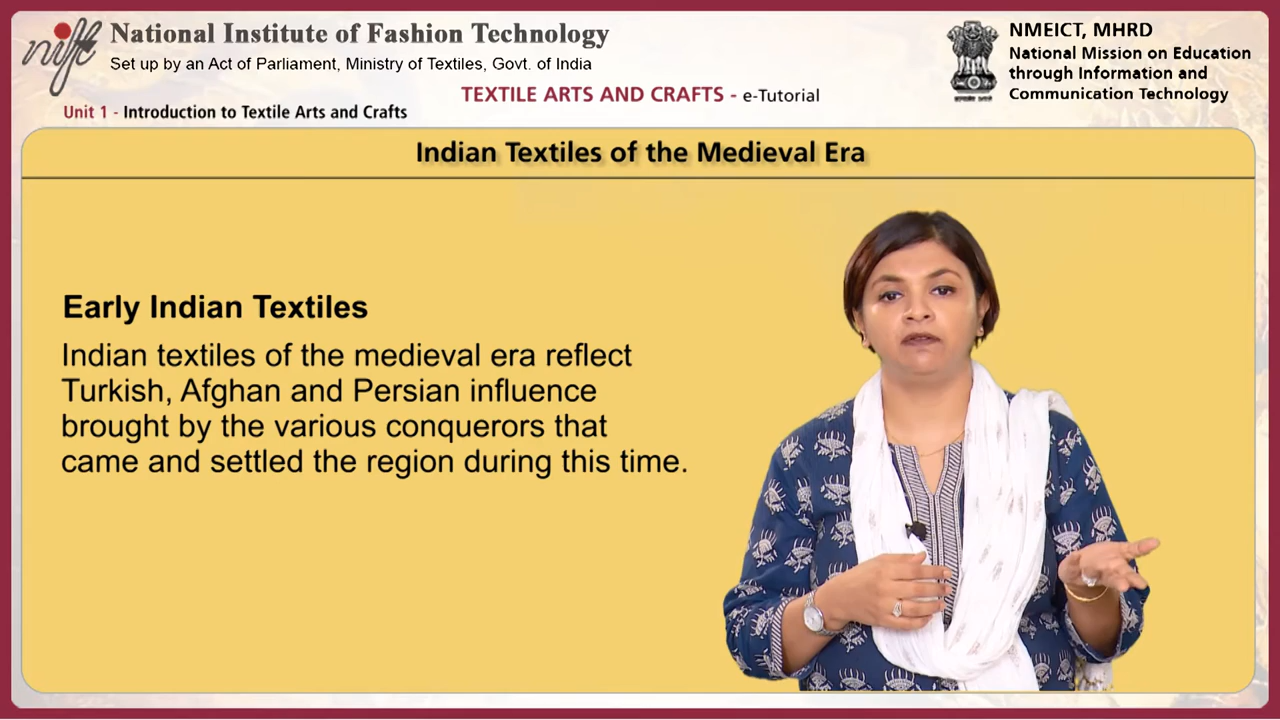 nift
National Institute of Fashion Technology
Set up by an Act of Parliament, Ministry of Textiles, Govt. of India
NMEICT, MHRD
National Mission on Education
through Information and
Communication Technology
TEXTILE ARTS AND CRAFTS - e-Tutorial
Unit 1 - Introduction to Textile Arts and Crafts
Indian Textiles of the Medieval Era
Early Indian Textiles
Indian textiles of the medieval era reflect
Turkish, Afghan and Persian influence
brought by the various conquerors that
came and settled the region during this time.